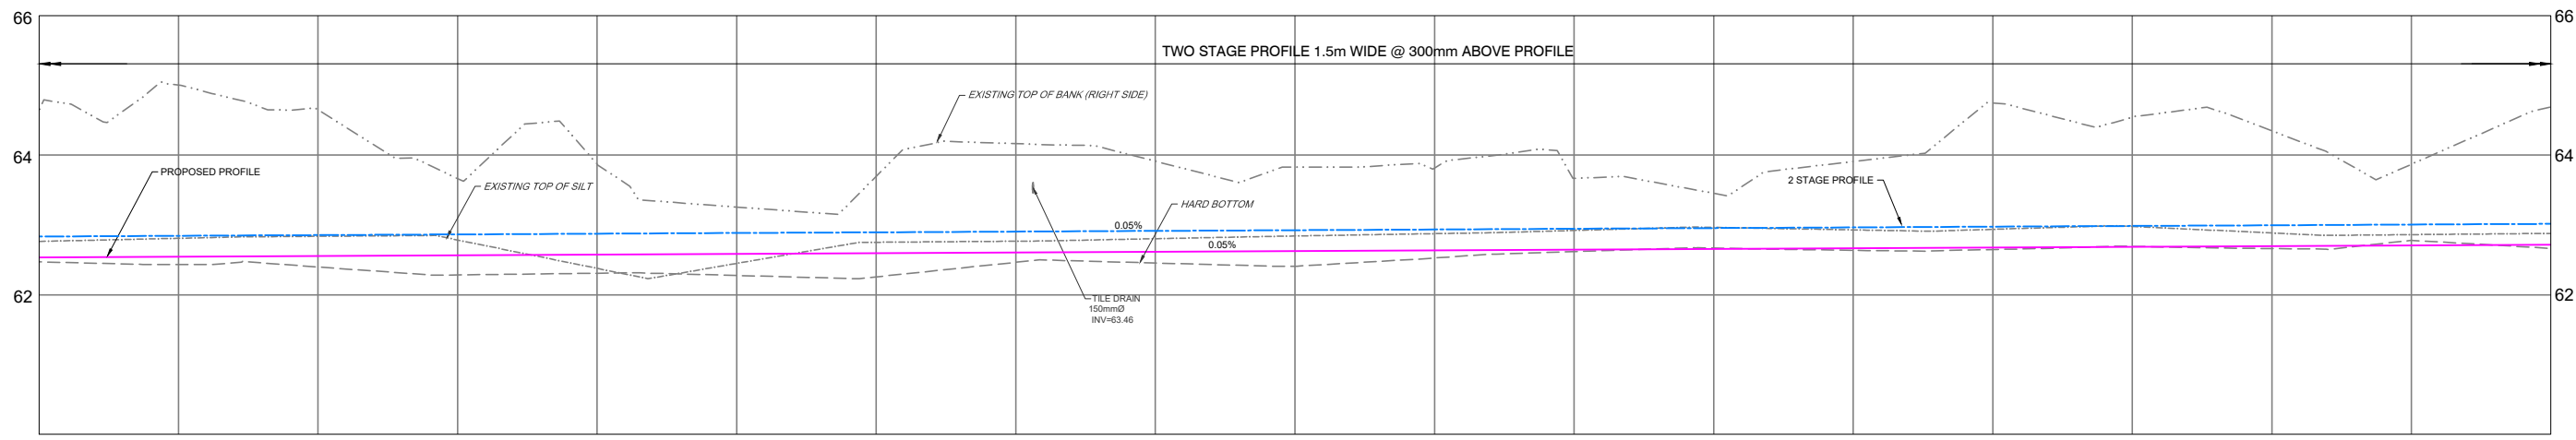 66
66
TWO STAGE PROFILE 1.5m WIDE @ 300mm ABOVE PROFILE
EXISTING TOP OF BANK (RIGHT SIDE)
64
64
PROPOSED PROFILE
EXISTING TOP OF SILT
2 STAGE PROFILE
HARD BOTTOM
0.05%
0.05%
62
62
TILE DRAIN
150mmØ
INV=63.46